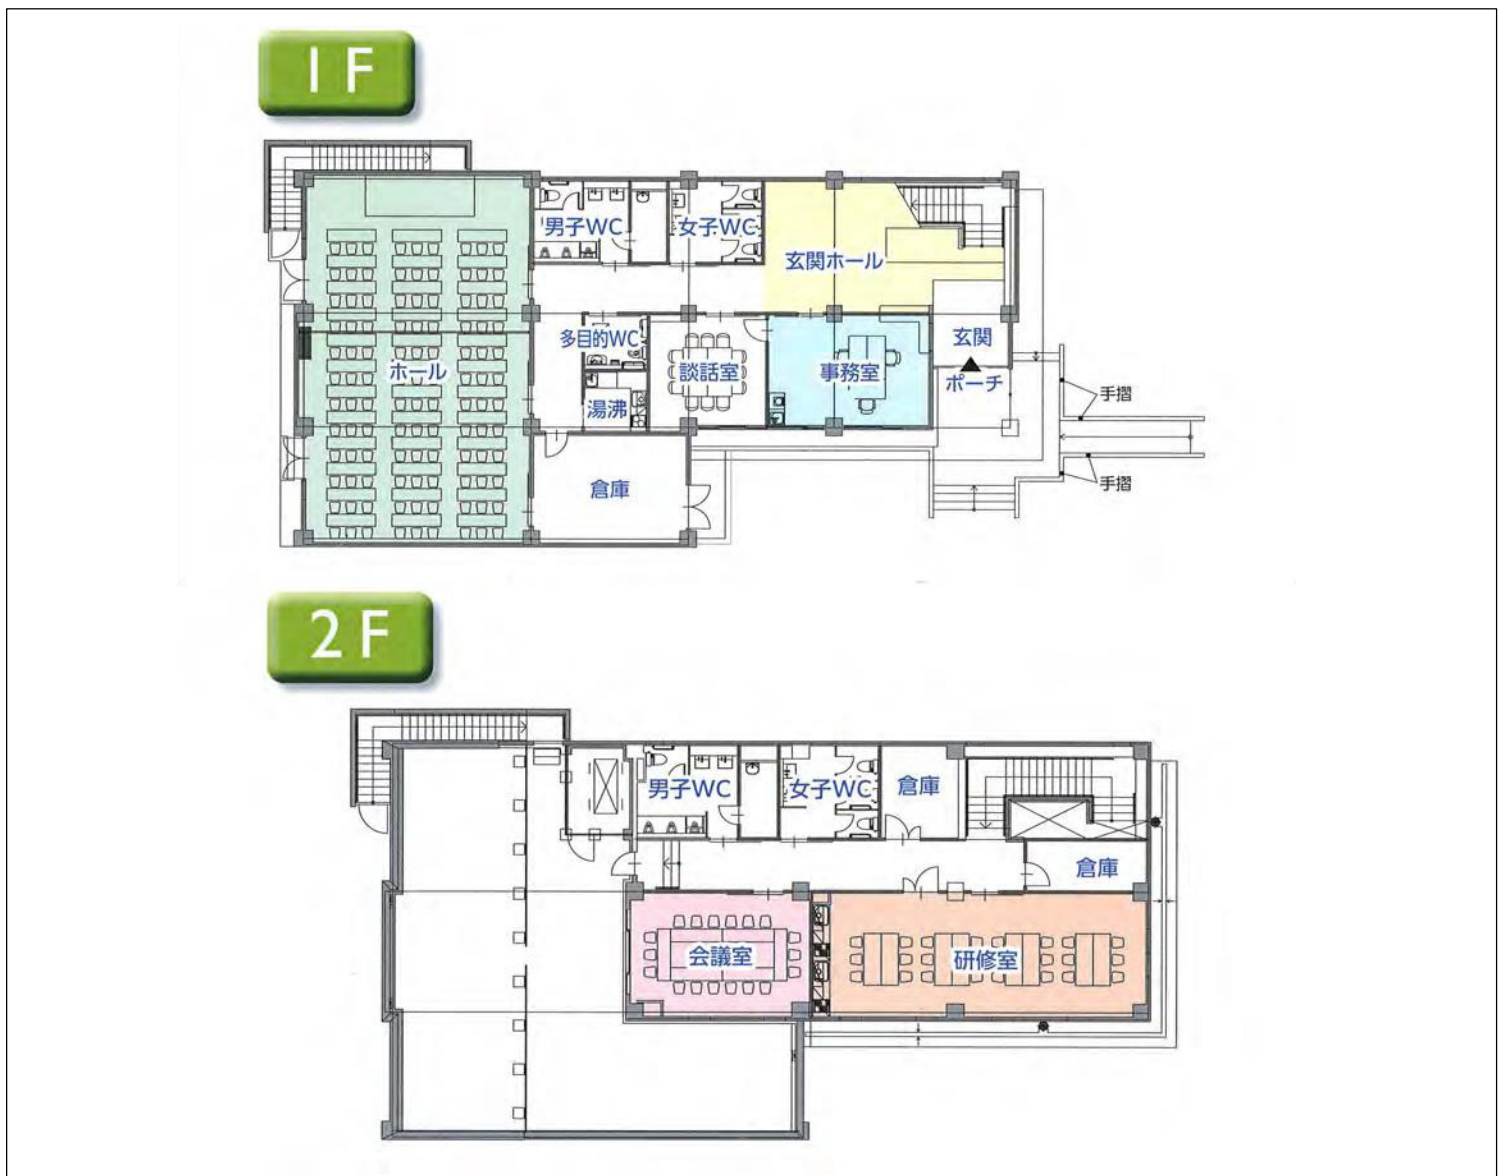 1F
男子WC
女子WC
玄関ホール
多目的WC
玄関
ホール
談話室
事務室
ポーチ
手摺
湯沸
倉庫
手摺
2F
男子WC
女子WC
倉庫
倉庫
会議室
研修室